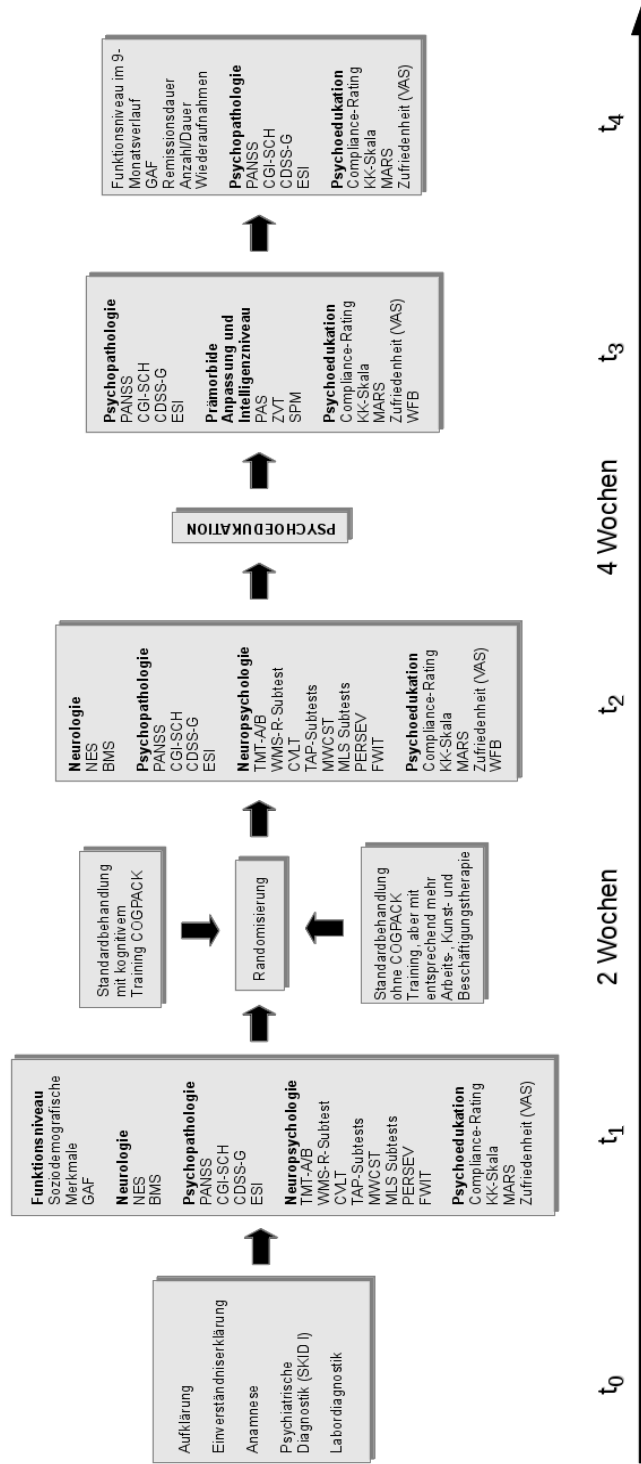 Aufklärung
Einverständniserklärung
Anamnese
Psychiatrische
Diagnostik (SKID I)
Labordiagnostik
Funktionsniveau
Soziodemografische
Merkmale
GAF
Neurologie
NES
BMS
Psychopathologie
PANSS
CGI-SCH
CDSS-G
ESI
Neuropsychologie
TMT-A/B
WMS-R-Subtest
CVLT
TAP-Subtests
MWCST
MLS Subtests
PERSEV
FWIT
Psychoedukation
Compliance-Rating
KK-Skala
MARS
Zufriedenheit (VAS)
Standardbehandlung
mit kognitivem
Training COGPACK
Randomisierung
Standardbehandlung
ohne COGPACK
Training, aber mit
entsprechend mehr
Arbeits-, Kunst- und
Beschäftigungstherapie
Neurologie
NES
BMS
Psychopathologie
PANSS
CGI-SCH
CDSS-G
ESI
Neuropsychologie
TMT-A/B
WMS-R-Subtest
CVLT
TAP-Subtests
MWCST
MLS Subtests
PERSEV
FWIT
Psychoedukation
Compliance-Rating
KK-Skala
MARS
Zufriedenheit (VAS)
WFB
PSYCHOEDUKATION
Psychopathologie
PANSS
CGI-SCH
CDSS-G
ESI
Prämorbide
Anpassung und
Intelligenzniveau
PAS
ZVT
SPM
Psychoedukation
Compliance-Rating
KK-Skala
MARS
Zufriedenheit (VAS)
WFB
Funktionsniveau im 9-
Monatsverlauf
GAF
Remissionsdauer
Anzahl/Dauer
Wiederaufnahmen
Psychopathologie
PANSS
CGI-SCH
CDSS-G
ESI
Psychoedukation
Compliance-Rating
KK-Skala
MARS
Zufriedenheit (VAS)
t0 t1 2 Wochen t2 4 Wochen t3 t4